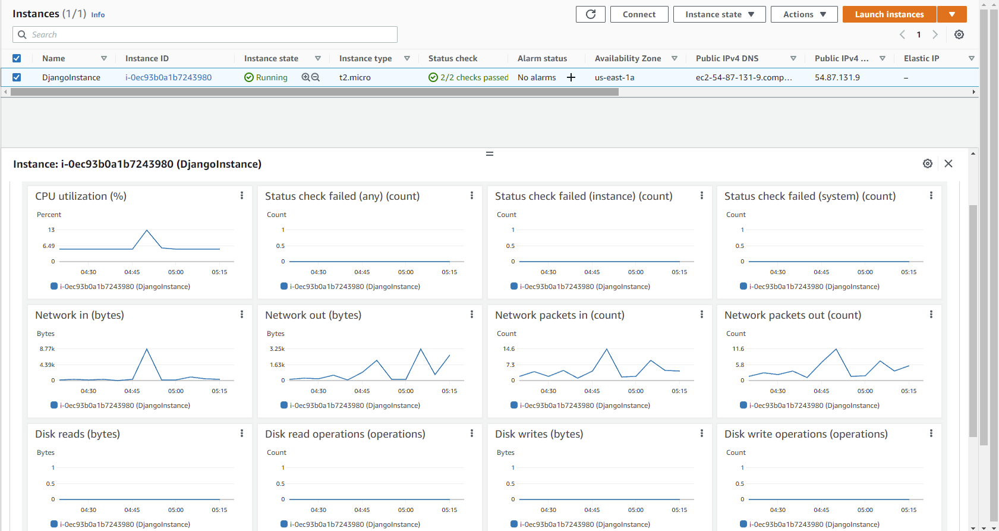 Instances (1/1) Info
Connect Instance state Actions Launch instances
Search
1
Name Instance ID Instance state Instance type Status check Alarm status Availability Zone Public IPv4 DNS Public IPv4 ... Elastic IP
DjangoInstance i-0ec93b0a1b7243980 Running t2.micro 2/2 checks passed No alarms + us-east-1a ec2-54-87-131-9.comp... 54.87.131.9 –
Instance: i-0ec93b0a1b7243980 (DjangoInstance)
CPU utilization (%)
Percent
13
6.49
0
04:30 04:45 05:00 05:15
i-0ec93b0a1b7243980 (DjangoInstance)
Status check failed (any) (count)
Count
1
0.5
0
04:30 04:45 05:00 05:15
i-0ec93b0a1b7243980 (DjangoInstance)
Status check failed (instance) (count)
Count
1
0.5
0
04:30 04:45 05:00 05:15
i-0ec93b0a1b7243980 (DjangoInstance)
Status check failed (system) (count)
Count
1
0.5
0
04:30 04:45 05:00 05:15
i-0ec93b0a1b7243980 (DjangoInstance)
Network in (bytes)
Bytes
8.77k
4.39k
0
04:30 04:45 05:00 05:15
i-0ec93b0a1b7243980 (DjangoInstance)
Network out (bytes)
Bytes
3.25k
1.63k
0
04:30 04:45 05:00 05:15
i-0ec93b0a1b7243980 (DjangoInstance)
Network packets in (count)
Count
14.6
7.3
0
04:30 04:45 05:00 05:15
i-0ec93b0a1b7243980 (DjangoInstance)
Network packets out (count)
Count
11.6
5.8
0
04:30 04:45 05:00 05:15
i-0ec93b0a1b7243980 (DjangoInstance)
Disk reads (bytes)
Bytes
1
0.5
0
04:30 04:45 05:00 05:15
i-0ec93b0a1b7243980 (DjangoInstance)
Disk read operations (operations)
Count
1
0.5
0
04:30 04:45 05:00 05:15
i-0ec93b0a1b7243980 (DjangoInstance)
Disk writes (bytes)
Bytes
1
0.5
0
04:30 04:45 05:00 05:15
i-0ec93b0a1b7243980 (DjangoInstance)
Disk write operations (operations)
Count
1
0.5
0
04:30 04:45 05:00 05:15
i-0ec93b0a1b7243980 (DjangoInstance)